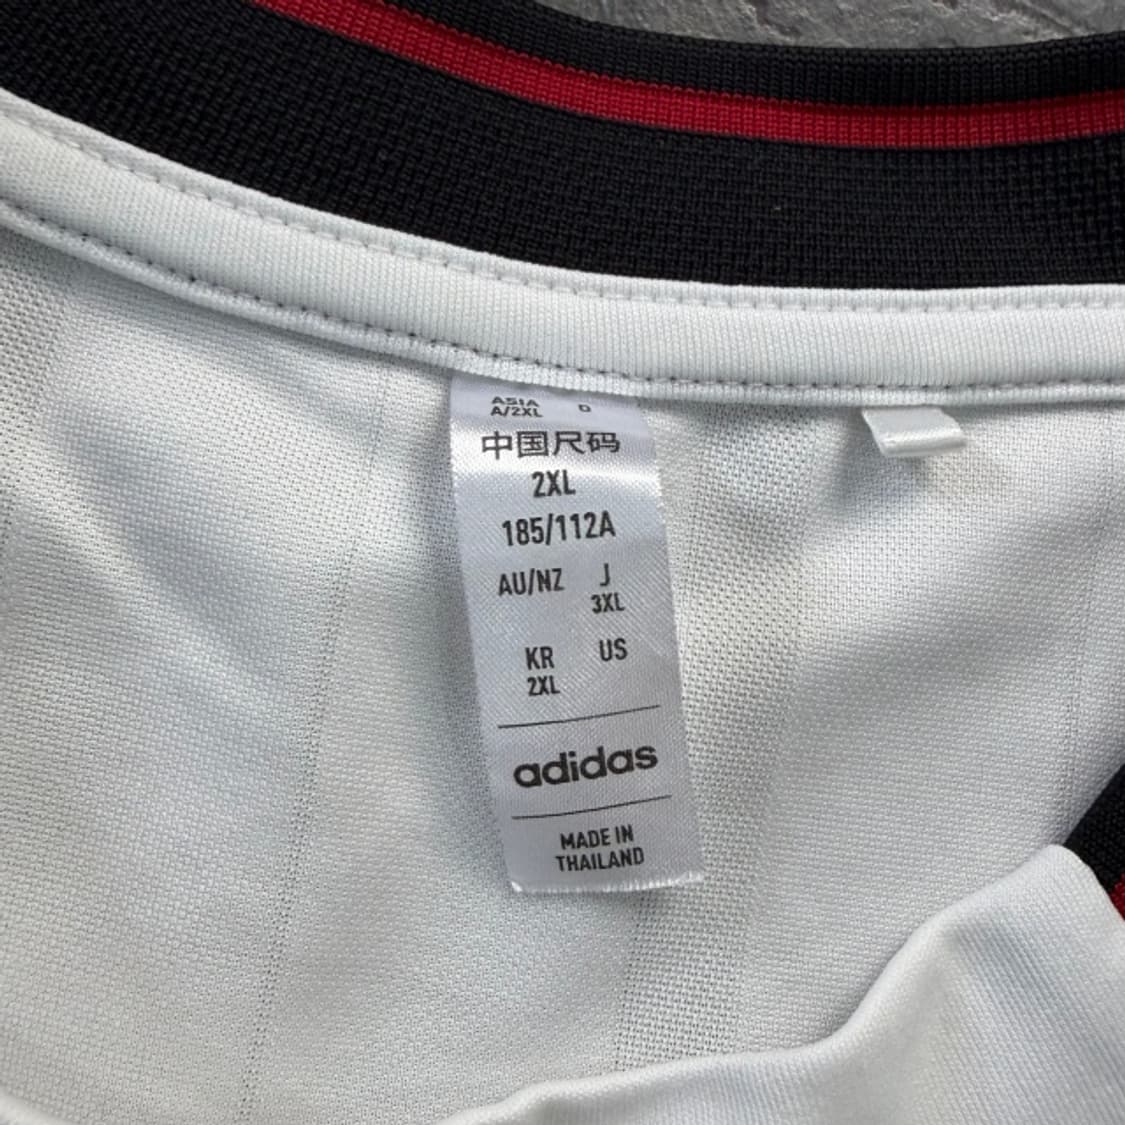 ASIA D
A/2XL
中国尺码
2XL
185/112A
AU/NZ J
3XL
KR US
2XL
adidas
MADE IN
THAILAND